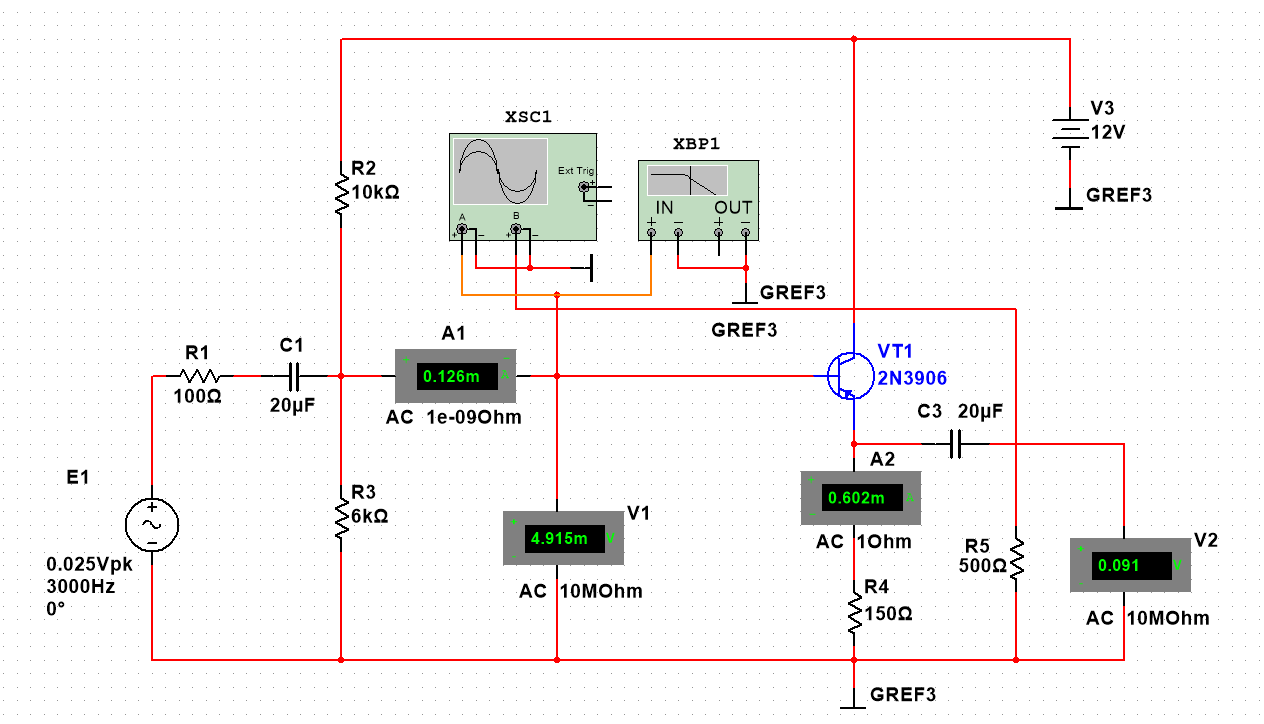 V3
12V
GREF3
XSC1
Ext Trig
+
−
A
B
+
−
+
−
XBP1
IN
OUT
+
−
+
−
GREF3
GREF3
R2
10kΩ
R1
100Ω
C1
20µF
A1
+
−
0.126m
A
AC 1e-09Ohm
VT1
2N3906
C3 20µF
A2
+
0.602m
A
−
AC 1Ohm
E1
+
−
0.025Vpk
3000Hz
0°
R3
6kΩ
V1
+
4.915m
V
−
AC 10MOhm
R4
150Ω
R5
500Ω
V2
+
0.091
V
−
AC 10MOhm
GREF3